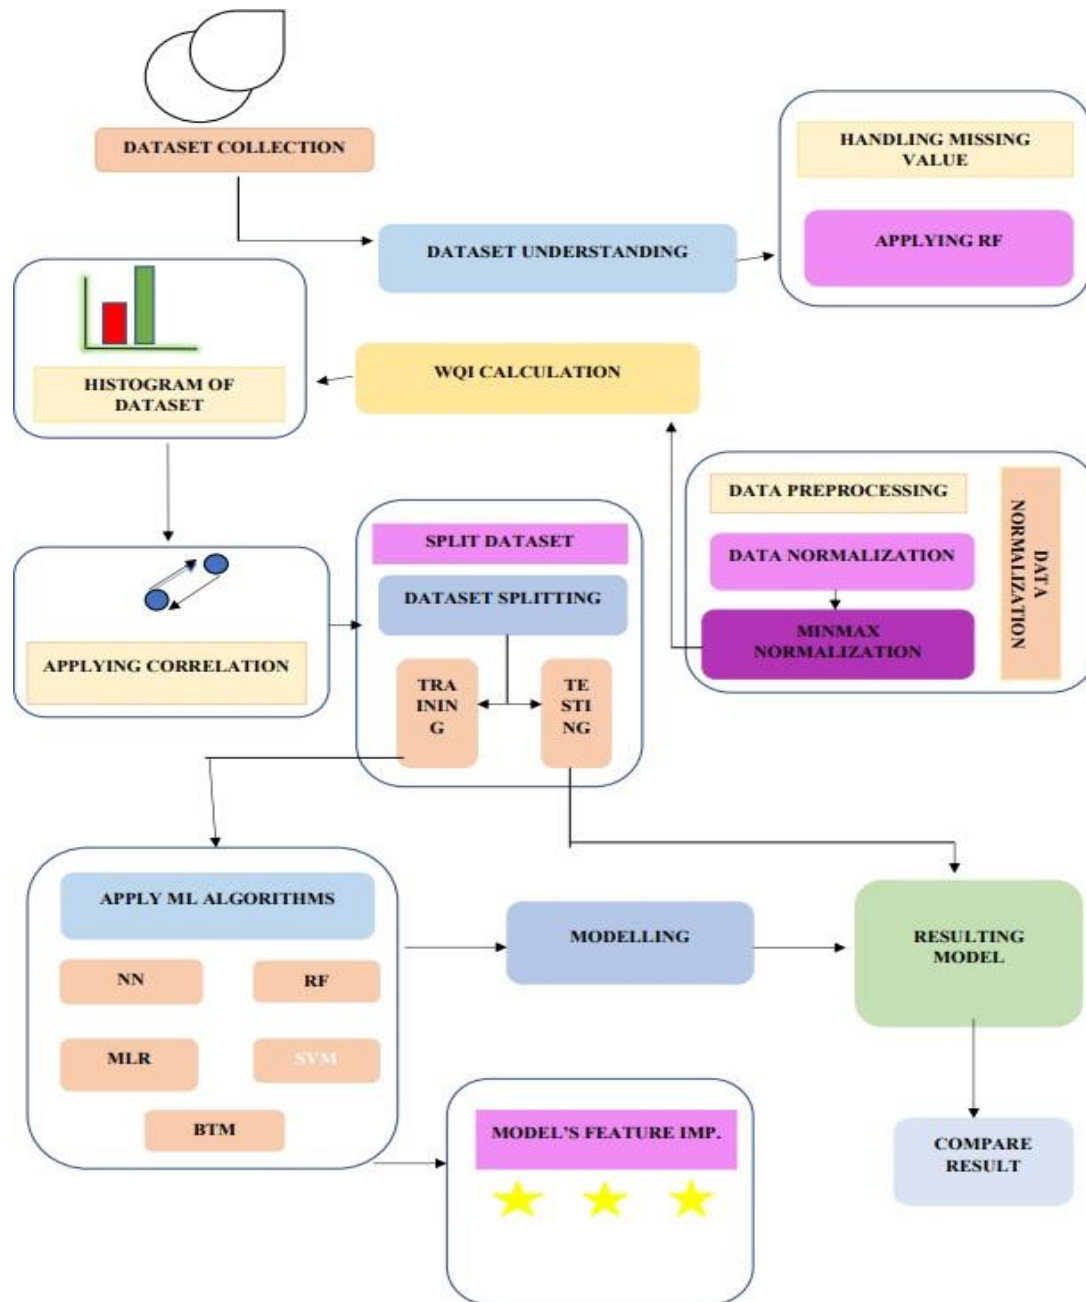 DATASET COLLECTION
HANDLING MISSING
VALUE
APPLYING RF
DATASET UNDERSTANDING
WQI CALCULATION
HISTOGRAM OF
DATASET
DATA PREPROCESSING
DATA NORMALIZATION
MINMAX
NORMALIZATION
DATA
NORMALIZATION
SPLIT DATASET
DATASET SPLITTING
TRA
ININ
G
TE
STI
NG
APPLYING CORRELATION
APPLY ML ALGORITHMS
NN
RF
MLR
SVM
BTM
MODELLING
RESULTING
MODEL
MODEL'S FEATURE IMP.
COMPARE
RESULT